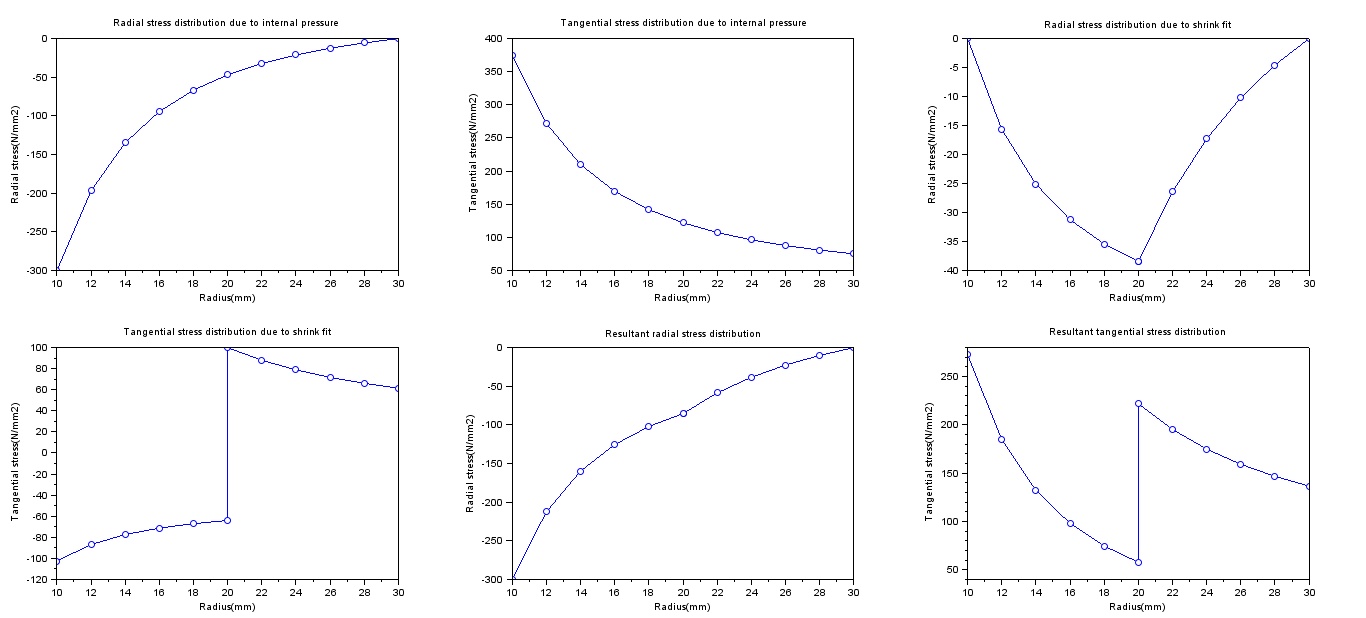 Radial stress distribution due to internal pressure
Radial stress(N/mm2)
0
-50
-100
-150
-200
-250
-300
10 12 14 16 18 20 22 24 26 28 30
Radius(mm)
Tangential stress distribution due to internal pressure
Tangential stress(N/mm2)
400
350
300
250
200
150
100
50
10 12 14 16 18 20 22 24 26 28 30
Radius(mm)
Radial stress distribution due to shrink fit
Radial stress(N/mm2)
0
-5
-10
-15
-20
-25
-30
-35
-40
10 12 14 16 18 20 22 24 26 28 30
Radius(mm)
Tangential stress distribution due to shrink fit
Tangential stress(N/mm2)
100
80
60
40
20
0
-20
-40
-60
-80
-100
-120
10 12 14 16 18 20 22 24 26 28 30
Radius(mm)
Resultant radial stress distribution
Radial stress(N/mm2)
0
-50
-100
-150
-200
-250
-300
10 12 14 16 18 20 22 24 26 28 30
Radius(mm)
Resultant tangential stress distribution
Tangential stress(N/mm2)
250
200
150
100
50
10 12 14 16 18 20 22 24 26 28 30
Radius(mm)